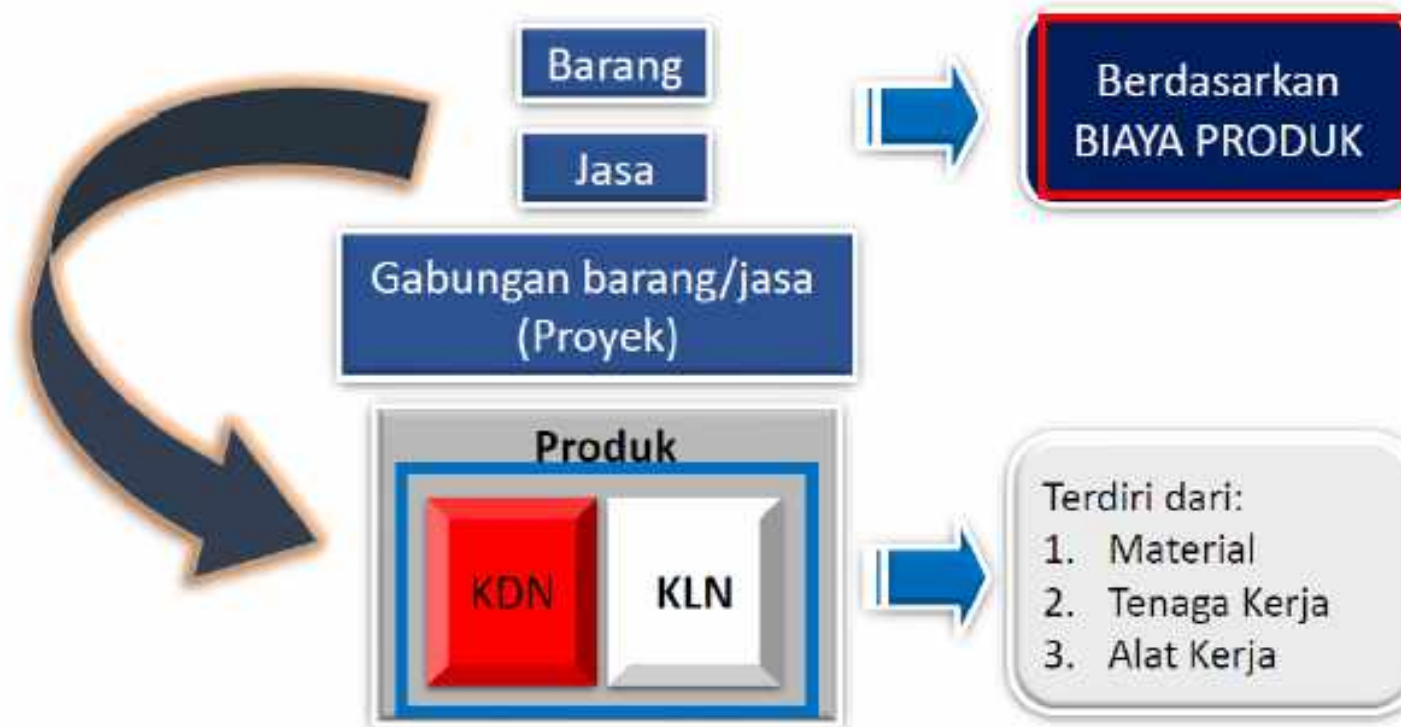 Barang
Jasa
Gabungan barang/jasa
(Proyek)
Berdasarkan
BIAYA PRODUK
Produk
KDN
KLN
Terdiri dari:
1. Material
2. Tenaga Kerja
3. Alat Kerja